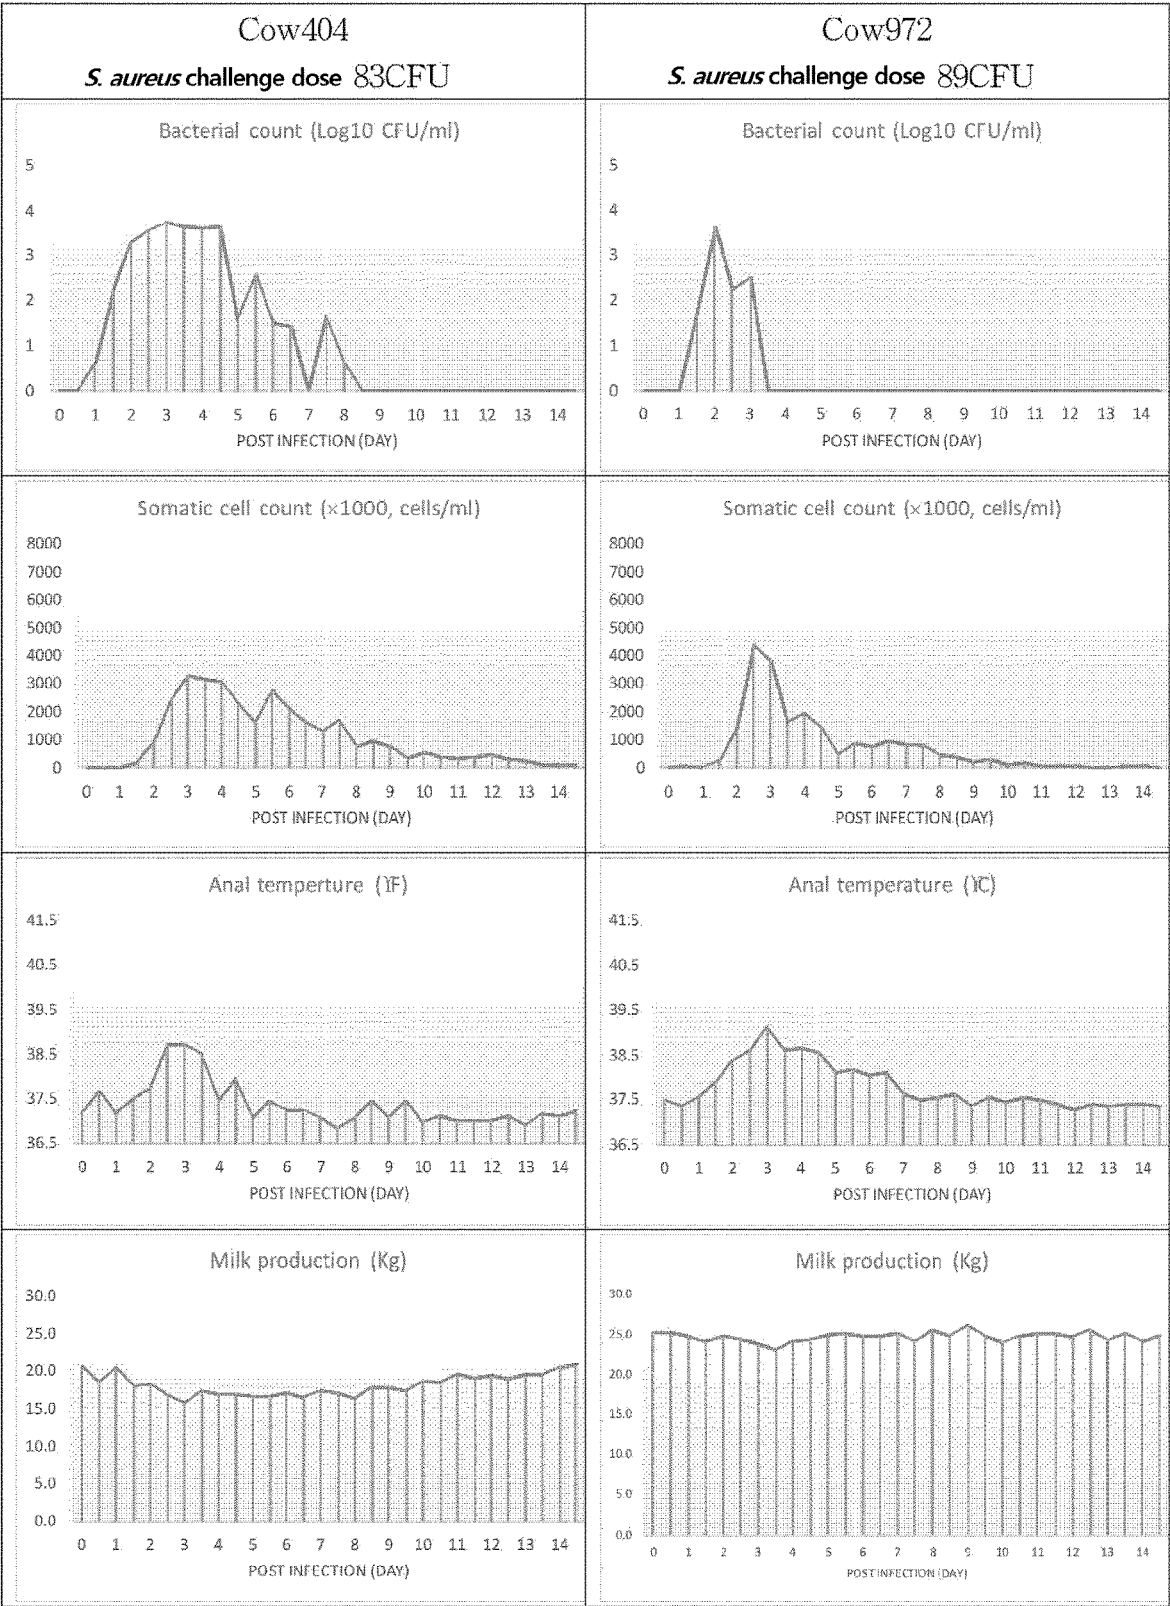 Cow404
S. aureus challenge dose 83CFU
Cow972
S. aureus challenge dose 89CFU
Bacterial count (Log10 CFU/ml)
5
4
3
2
1
0
0 1 2 3 4 5 6 7 8 9 10 11 12 13 14
POST INFECTION (DAY)
Bacterial count (Log10 CFU/ml)
5
4
3
2
1
0
0 1 2 3 4 5 6 7 8 9 10 11 12 13 14
POST INFECTION (DAY)
Somatic cell count (×1000, cells/ml)
8000
7000
6000
5000
4000
3000
2000
1000
0
0 1 2 3 4 5 6 7 8 9 10 11 12 13 14
POST INFECTION (DAY)
Somatic cell count (×1000, cells/ml)
8000
7000
6000
5000
4000
3000
2000
1000
0
0 1 2 3 4 5 6 7 8 9 10 11 12 13 14
POST INFECTION (DAY)
Anal temperture (℉)
41.5
40.5
39.5
38.5
37.5
36.5
0 1 2 3 4 5 6 7 8 9 10 11 12 13 14
POST INFECTION (DAY)
Anal temperature (℃)
41.5
40.5
39.5
38.5
37.5
36.5
0 1 2 3 4 5 6 7 8 9 10 11 12 13 14
POST INFECTION (DAY)
Milk production (Kg)
30.0
25.0
20.0
15.0
10.0
5.0
0.0
0 1 2 3 4 5 6 7 8 9 10 11 12 13 14
POST INFECTION (DAY)
Milk production (Kg)
30.0
25.0
20.0
15.0
10.0
5.0
0.0
0 1 2 3 4 5 6 7 8 9 10 11 12 13 14
POST INFECTION (DAY)